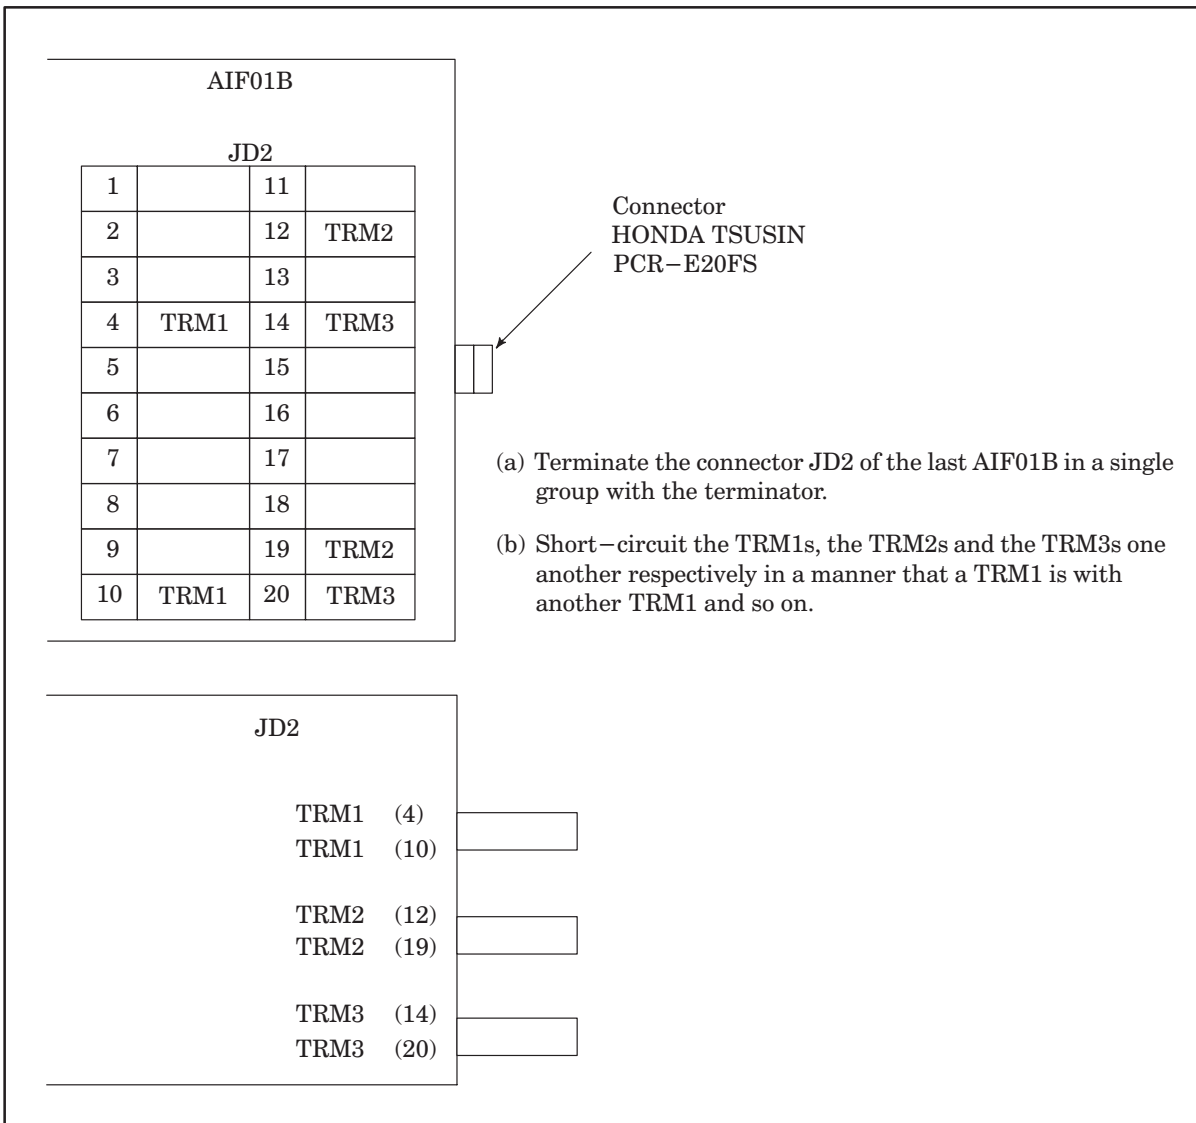 AIF01B
JD2
1 11
2 12 TRM2
3 13
4 TRM1 14 TRM3
5 15
6 16
7 17
8 18
9 19 TRM2
10 TRM1 20 TRM3
Connector
HONDA TSUSIN
PCR−E20FS
(a) Terminate the connector JD2 of the last AIF01B in a single
group with the terminator.
(b) Short−circuit the TRM1s, the TRM2s and the TRM3s one
another respectively in a manner that a TRM1 is with
another TRM1 and so on.
JD2
TRM1 (4)
TRM1 (10)
TRM2 (12)
TRM2 (19)
TRM3 (14)
TRM3 (20)